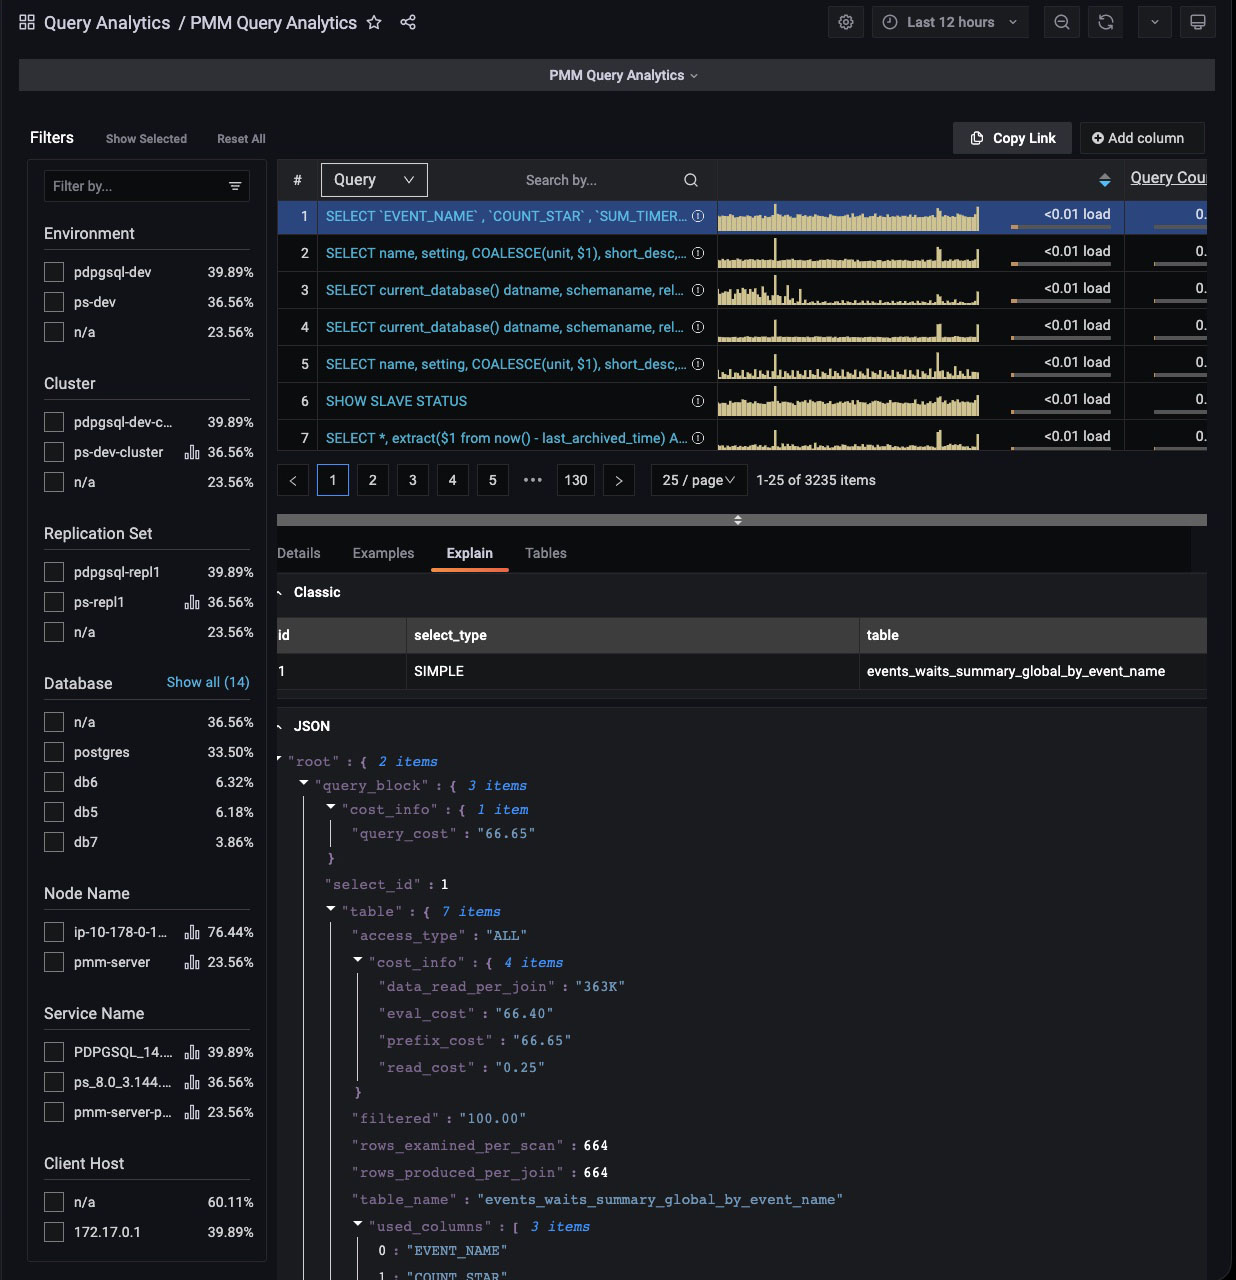 Query Analytics / PMM Query Analytics
Last 12 hours
PMM Query Analytics
Filters Show Selected Reset All
Copy Link
Add column
Filter by...
Environment
pdpgsql-dev 39.89%
ps-dev 36.56%
n/a 23.56%
Cluster
pdpgsql-dev-c... 39.89%
ps-dev-cluster 36.56%
n/a 23.56%
Replication Set
pdpgsql-repl1 39.89%
ps-repl1 36.56%
n/a 23.56%
Database Show all (14)
n/a 36.56%
postgres 33.50%
db6 6.32%
db5 6.18%
db7 3.86%
Node Name
ip-10-178-0-1... 76.44%
pmm-server 23.56%
Service Name
PDPGSQL_14.... 39.89%
ps_8.0_3.144.... 36.56%
pmm-server-p... 23.56%
Client Host
n/a 60.11%
172.17.0.1 39.89%
# Query Search by... Query Cou
1 SELECT `EVENT_NAME` , `COUNT_STAR` , `SUM_TIMER... <0.01 load 0.
2 SELECT name, setting, COALESCE(unit, $1), short_desc,... <0.01 load 0.
3 SELECT current_database() datname, schemaname, rel... <0.01 load 0.
4 SELECT current_database() datname, schemaname, rel... <0.01 load 0.
5 SELECT name, setting, COALESCE(unit, $1), short_desc,... <0.01 load 0.
6 SHOW SLAVE STATUS <0.01 load 0.
7 SELECT *, extract($1 from now() - last_archived_time) A... <0.01 load 0.
< 1 2 3 4 5 ••• 130 > 25 / page 1-25 of 3235 items
Details Examples Explain Tables
Classic
id select_type table
1 SIMPLE events_waits_summary_global_by_event_name
JSON
"root" : { 2 items
"query_block" : { 3 items
"cost_info" : { 1 item
"query_cost" : "66.65"
}
"select_id" : 1
"table" : { 7 items
"access_type" : "ALL"
"cost_info" : { 4 items
"data_read_per_join" : "363K"
"eval_cost" : "66.40"
"prefix_cost" : "66.65"
"read_cost" : "0.25"
}
"filtered" : "100.00"
"rows_examined_per_scan" : 664
"rows_produced_per_join" : 664
"table_name" : "events_waits_summary_global_by_event_name"
"used_columns" : [ 3 items
0 : "EVENT_NAME"
1 : "COUNT_STAR"